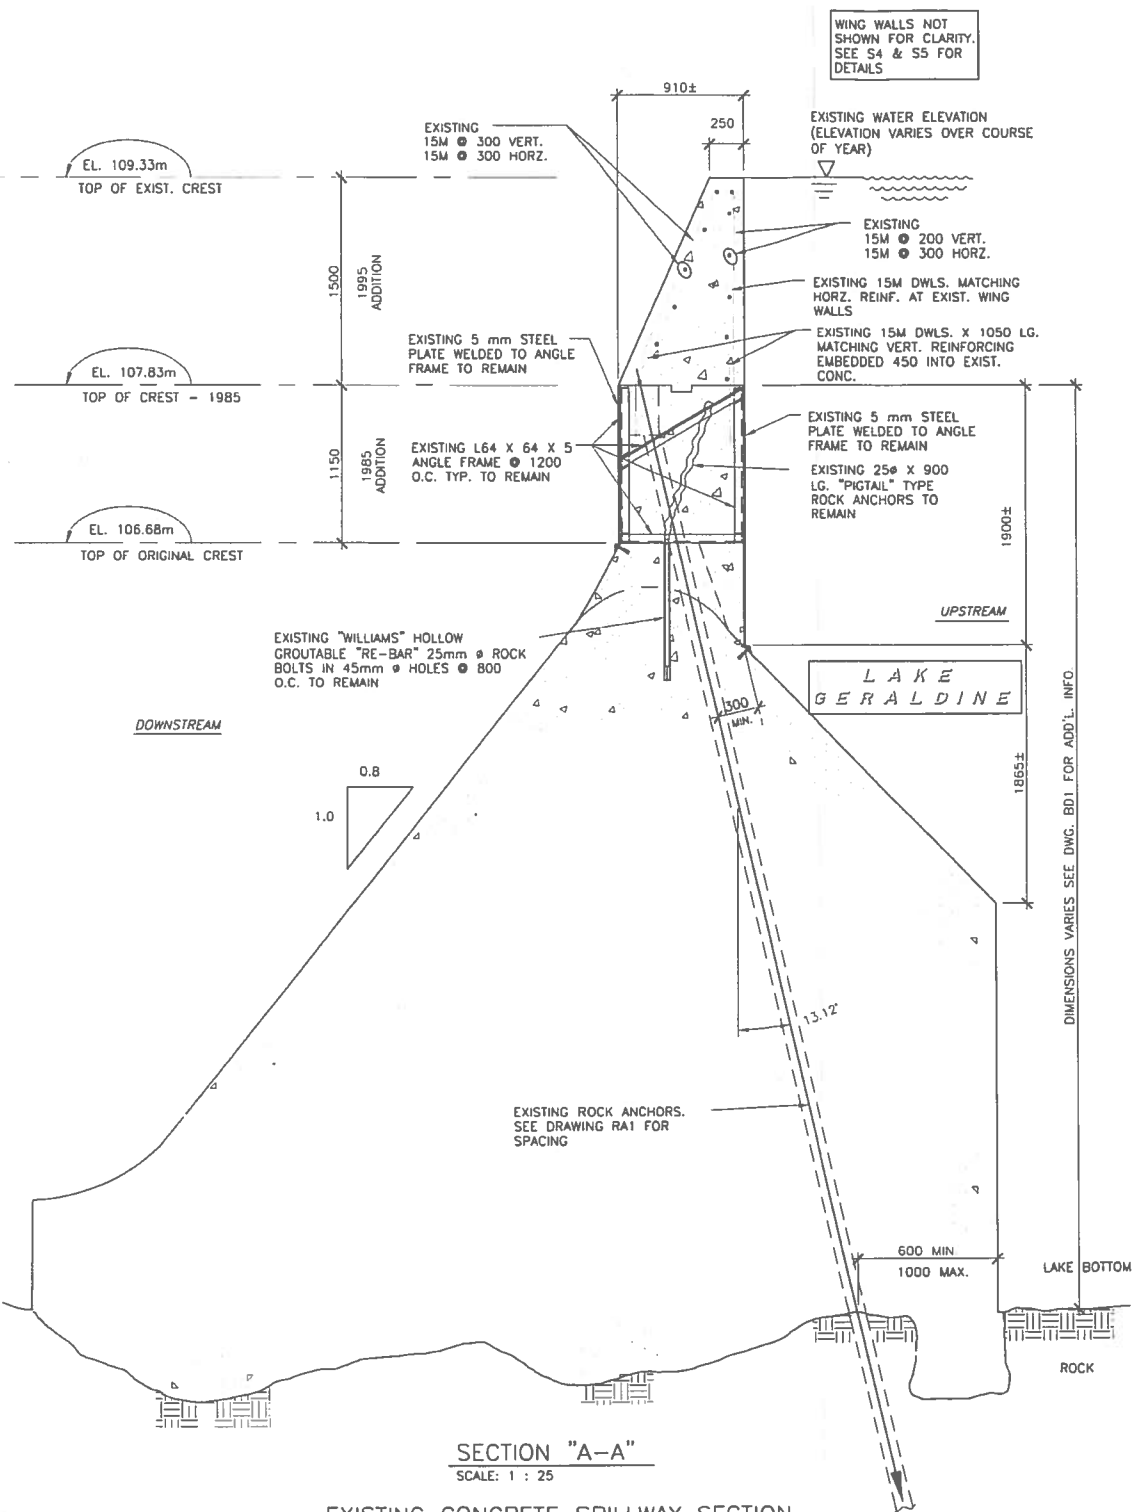 WING WALLS NOT
SHOWN FOR CLARITY.
SEE S4 & S5 FOR
DETAILS
910±
250
EXISTING WATER ELEVATION
(ELEVATION VARIES OVER COURSE
OF YEAR)
EXISTING
15M @ 300 VERT.
15M @ 300 HORZ.
EL. 109.33m
TOP OF EXIST. CREST
EXISTING
15M @ 200 VERT.
15M @ 300 HORZ.
1500
1995
ADDITION
EXISTING 15M DWLS. MATCHING
HORZ. REINF. AT EXIST. WING
WALLS
EXISTING 5 mm STEEL
PLATE WELDED TO ANGLE
FRAME TO REMAIN
EXISTING 15M DWLS. X 1050 LG.
MATCHING VERT. REINFORCING
EMBEDDED 450 INTO EXIST.
CONC.
EL. 107.83m
TOP OF CREST - 1985
EXISTING 5 mm STEEL
PLATE WELDED TO ANGLE
FRAME TO REMAIN
1150
1985
ADDITION
EXISTING L64 X 64 X 5
ANGLE FRAME @ 1200
O.C. TYP. TO REMAIN
EXISTING 25ø X 900
LG. "PIGTAIL" TYPE
ROCK ANCHORS TO
REMAIN
1900±
EL. 106.68m
TOP OF ORIGINAL CREST
UPSTREAM
EXISTING "WILLIAMS" HOLLOW
GROUTABLE "RE-BAR" 25mm ø ROCK
BOLTS IN 45mm ø HOLES @ 800
O.C. TO REMAIN
LAKE
GERALDINE
300
MIN.
DOWNSTREAM
0.8
1.0
1865±
DIMENSIONS VARIES SEE DWG. BD1 FOR ADD'L. INFO.
13.12°
EXISTING ROCK ANCHORS.
SEE DRAWING RA1 FOR
SPACING
600 MIN
1000 MAX.
LAKE BOTTOM
ROCK
SECTION "A-A"
SCALE: 1 : 25
EXISTING CONCRETE SPILLWAY SECTION